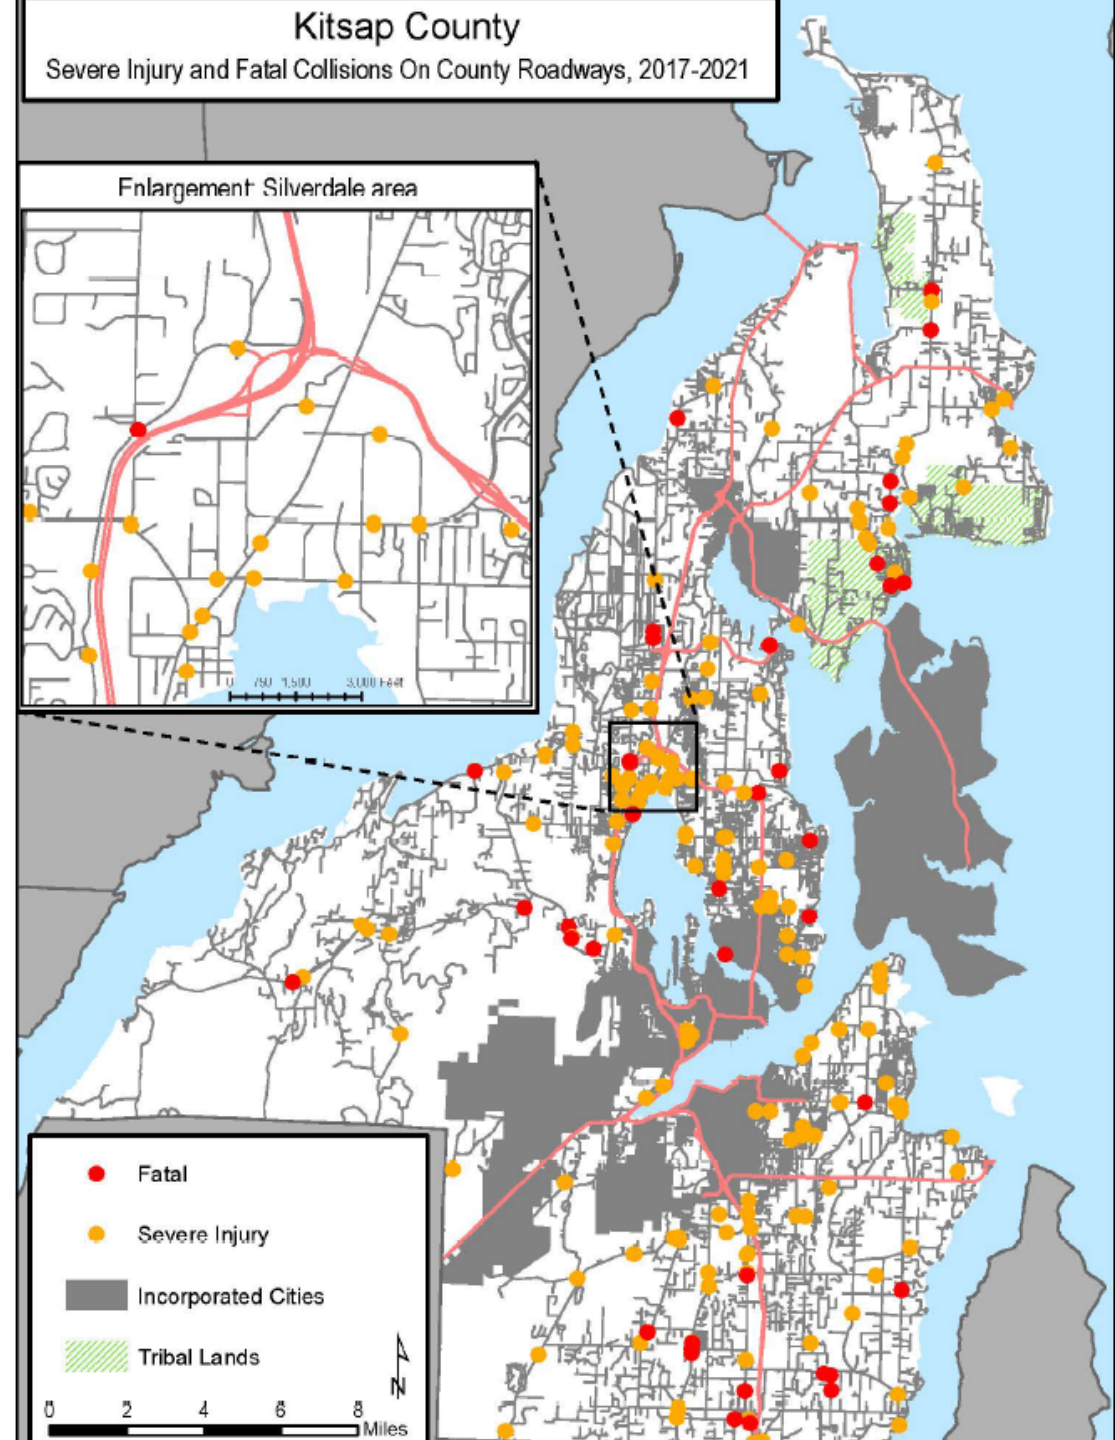 Kitsap County
Severe Injury and Fatal Collisions On County Roadways, 2017-2021
Enlargement: Silverdale area
0 750 1,500 3,000 Feet
Fatal
Severe Injury
Incorporated Cities
Tribal Lands
N
0 2 4 6 8
Miles